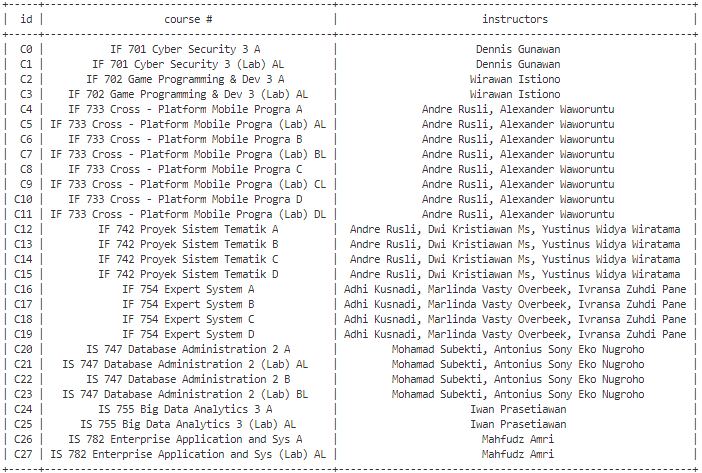 | id | course # | instructors |
| C0 | IF 701 Cyber Security 3 A | Dennis Gunawan |
| C1 | IF 701 Cyber Security 3 (Lab) AL | Dennis Gunawan |
| C2 | IF 702 Game Programming & Dev 3 A | Wirawan Istiono |
| C3 | IF 702 Game Programming & Dev 3 (Lab) AL | Wirawan Istiono |
| C4 | IF 733 Cross - Platform Mobile Progra A | Andre Rusli, Alexander Waworuntu |
| C5 | IF 733 Cross - Platform Mobile Progra (Lab) AL | Andre Rusli, Alexander Waworuntu |
| C6 | IF 733 Cross - Platform Mobile Progra B | Andre Rusli, Alexander Waworuntu |
| C7 | IF 733 Cross - Platform Mobile Progra (Lab) BL | Andre Rusli, Alexander Waworuntu |
| C8 | IF 733 Cross - Platform Mobile Progra C | Andre Rusli, Alexander Waworuntu |
| C9 | IF 733 Cross - Platform Mobile Progra (Lab) CL | Andre Rusli, Alexander Waworuntu |
| C10 | IF 733 Cross - Platform Mobile Progra D | Andre Rusli, Alexander Waworuntu |
| C11 | IF 733 Cross - Platform Mobile Progra (Lab) DL | Andre Rusli, Alexander Waworuntu |
| C12 | IF 742 Proyek Sistem Tematik A | Andre Rusli, Dwi Kristiawan Ms, Yustinus Widya Wiratama |
| C13 | IF 742 Proyek Sistem Tematik B | Andre Rusli, Dwi Kristiawan Ms, Yustinus Widya Wiratama |
| C14 | IF 742 Proyek Sistem Tematik C | Andre Rusli, Dwi Kristiawan Ms, Yustinus Widya Wiratama |
| C15 | IF 742 Proyek Sistem Tematik D | Andre Rusli, Dwi Kristiawan Ms, Yustinus Widya Wiratama |
| C16 | IF 754 Expert System A | Adhi Kusnadi, Marlinda Vasty Overbeek, Ivransa Zuhdi Pane |
| C17 | IF 754 Expert System B | Adhi Kusnadi, Marlinda Vasty Overbeek, Ivransa Zuhdi Pane |
| C18 | IF 754 Expert System C | Adhi Kusnadi, Marlinda Vasty Overbeek, Ivransa Zuhdi Pane |
| C19 | IF 754 Expert System D | Adhi Kusnadi, Marlinda Vasty Overbeek, Ivransa Zuhdi Pane |
| C20 | IS 747 Database Administration 2 A | Mohamad Subekti, Antonius Sony Eko Nugroho |
| C21 | IS 747 Database Administration 2 (Lab) AL | Mohamad Subekti, Antonius Sony Eko Nugroho |
| C22 | IS 747 Database Administration 2 B | Mohamad Subekti, Antonius Sony Eko Nugroho |
| C23 | IS 747 Database Administration 2 (Lab) BL | Mohamad Subekti, Antonius Sony Eko Nugroho |
| C24 | IS 755 Big Data Analytics 3 A | Iwan Prasetiawan |
| C25 | IS 755 Big Data Analytics 3 (Lab) AL | Iwan Prasetiawan |
| C26 | IS 782 Enterprise Application and Sys A | Mahfudz Amri |
| C27 | IS 782 Enterprise Application and Sys (Lab) AL | Mahfudz Amri |